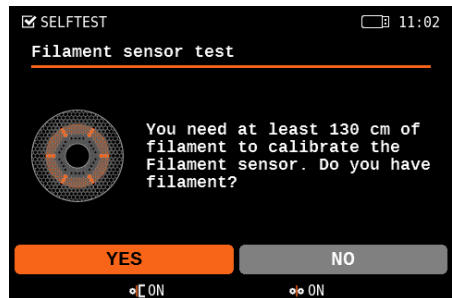 SELFTEST
11:02
Filament sensor test
You need at least 130 cm of
filament to calibrate the
Filament sensor. Do you have
filament?
YES
NO
ON
ON